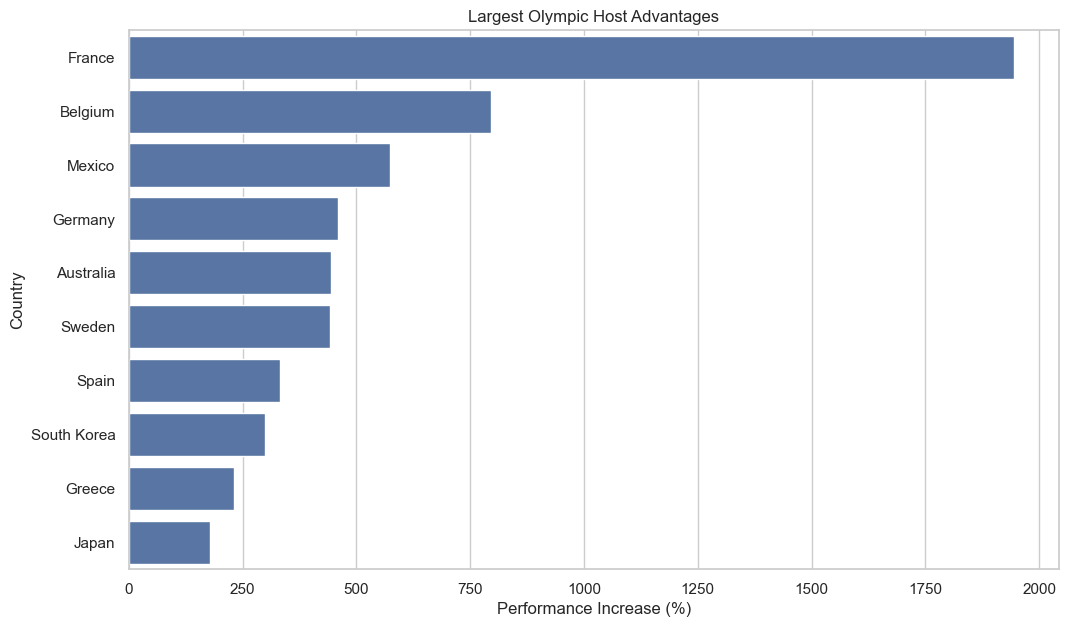 Largest Olympic Host Advantages
France
Belgium
Mexico
Germany
Australia
Sweden
Spain
South Korea
Greece
Japan
Country
0 250 500 750 1000 1250 1500 1750 2000
Performance Increase (%)